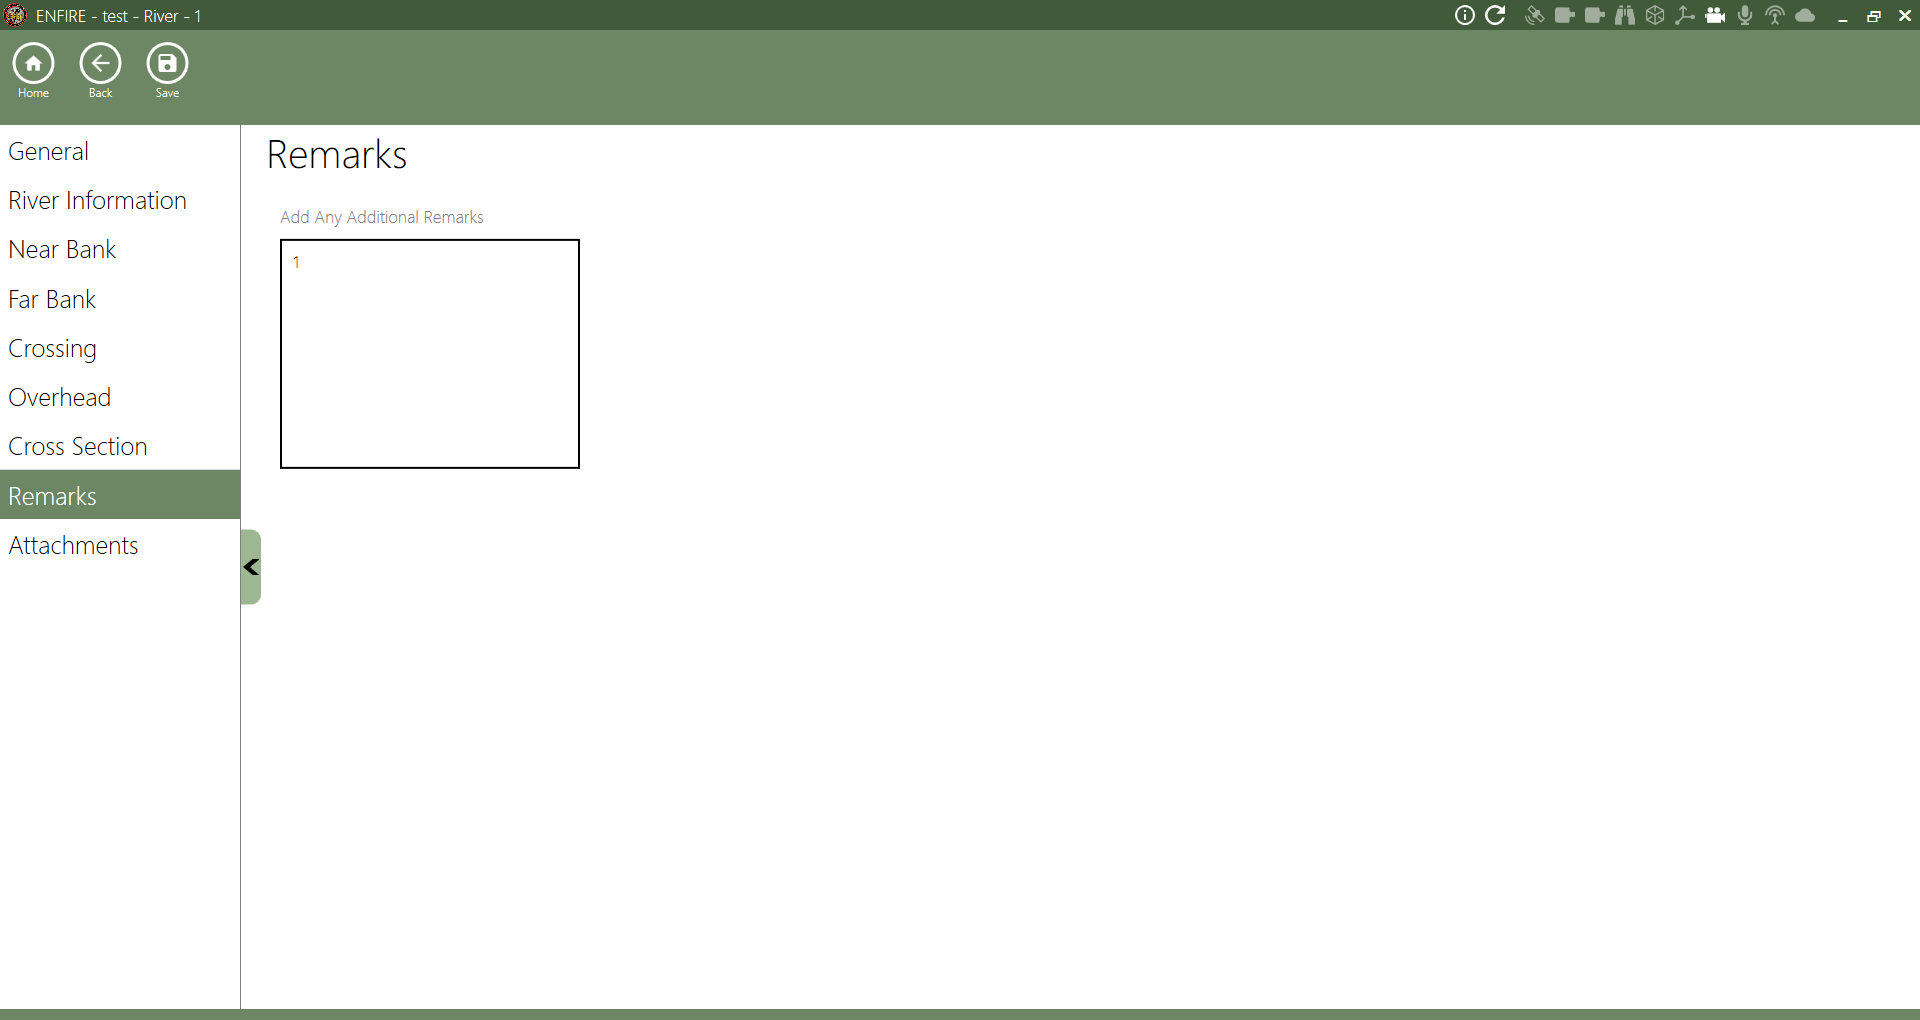 ENFIRE - test - River - 1
Home
Back
Save
General
River Information
Near Bank
Far Bank
Crossing
Overhead
Cross Section
Remarks
Attachments
Remarks
Add Any Additional Remarks
1